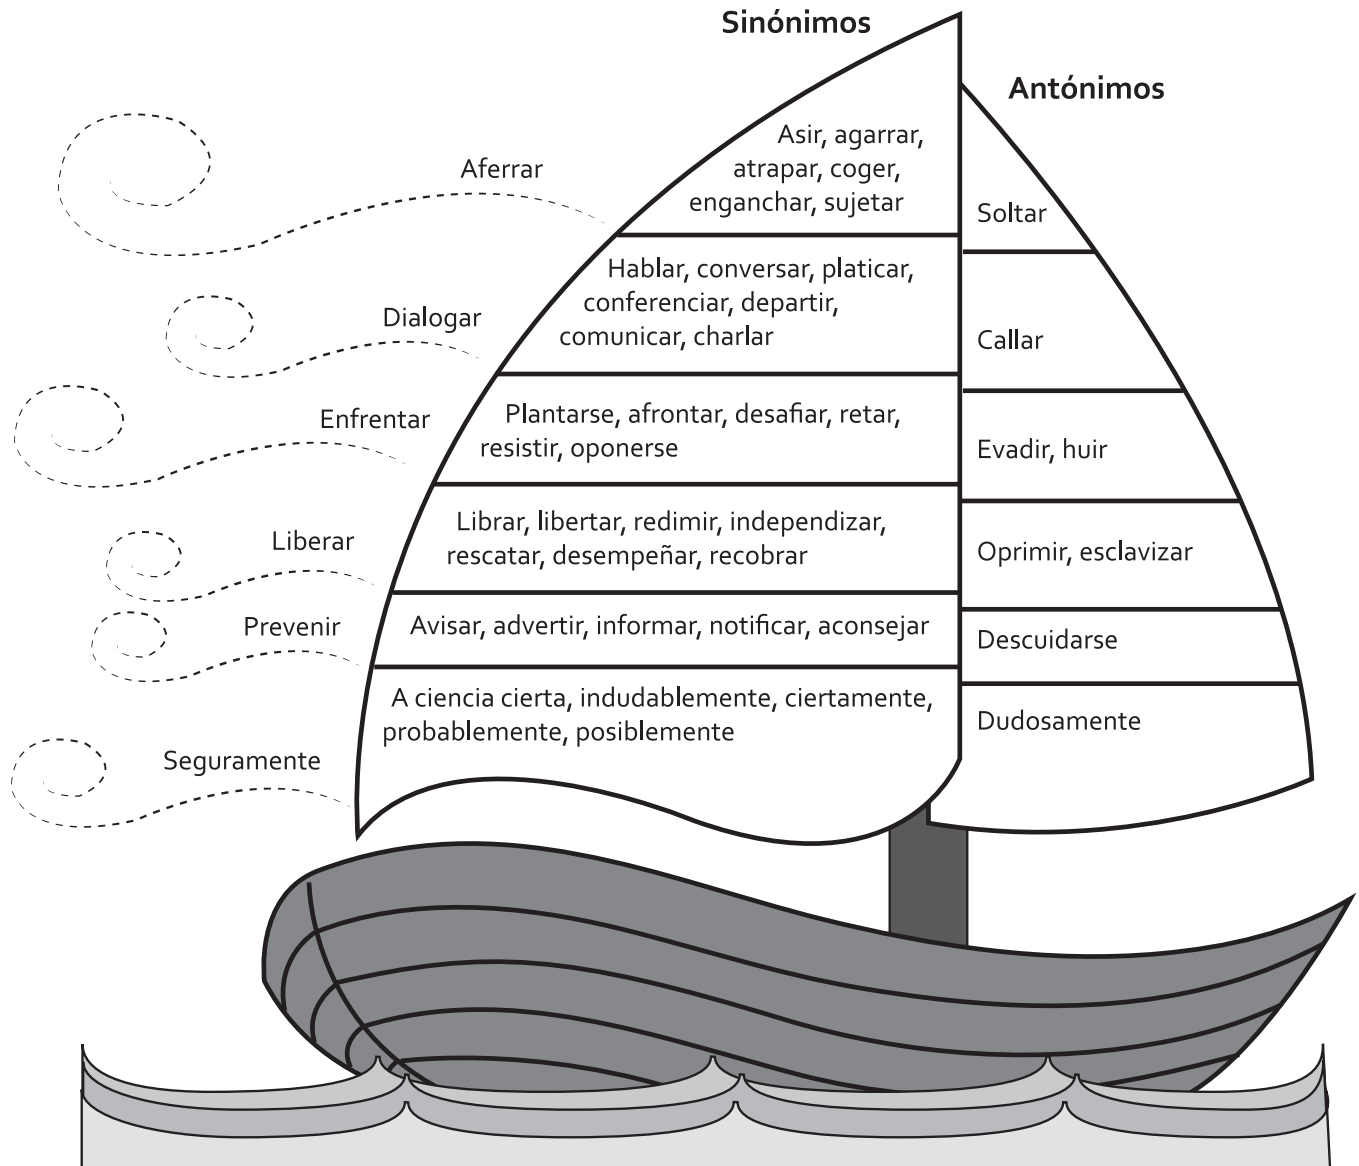 Sinónimos
Antónimos
Aferrar
Asir, agarrar,
atrapar, coger,
enganchar, sujetar
Soltar
Dialogar
Hablar, conversar, platicar,
conferenciar, departir,
comunicar, charlar
Callar
Enfrentar
Plantarse, afrontar, desafiar, retar,
resistir, oponerse
Evadir, huir
Liberar
Librar, libertar, redimir, independizar,
rescatar, desempeñar, recobrar
Oprimir, esclavizar
Prevenir
Avisar, advertir, informar, notificar, aconsejar
Descuidarse
Seguramente
A ciencia cierta, indudablemente, ciertamente,
probablemente, posiblemente
Dudosamente